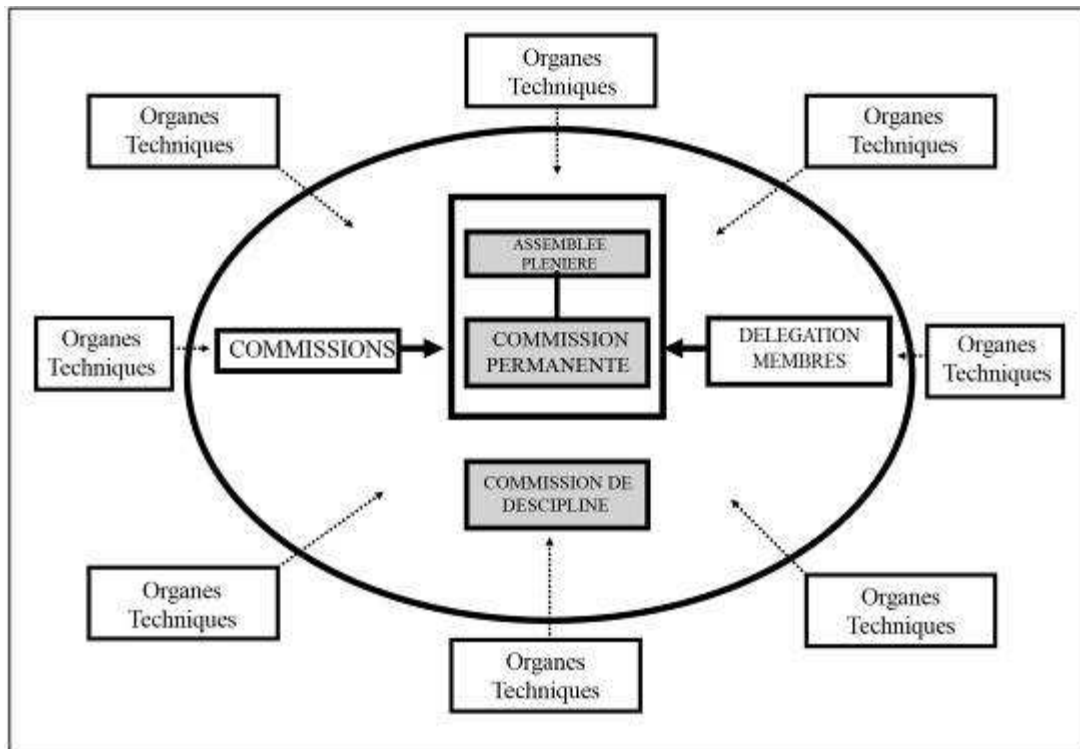 Organes
Techniques
Organes
Techniques
Organes
Techniques
ASSEMBLEE
PLENIERE
Organes
Techniques
COMMISSIONS
COMMISSION
PERMANENTE
DELEGATION
MEMBRES
Organes
Techniques
COMMISSION DE
DESCIPLINE
Organes
Techniques
Organes
Techniques
Organes
Techniques